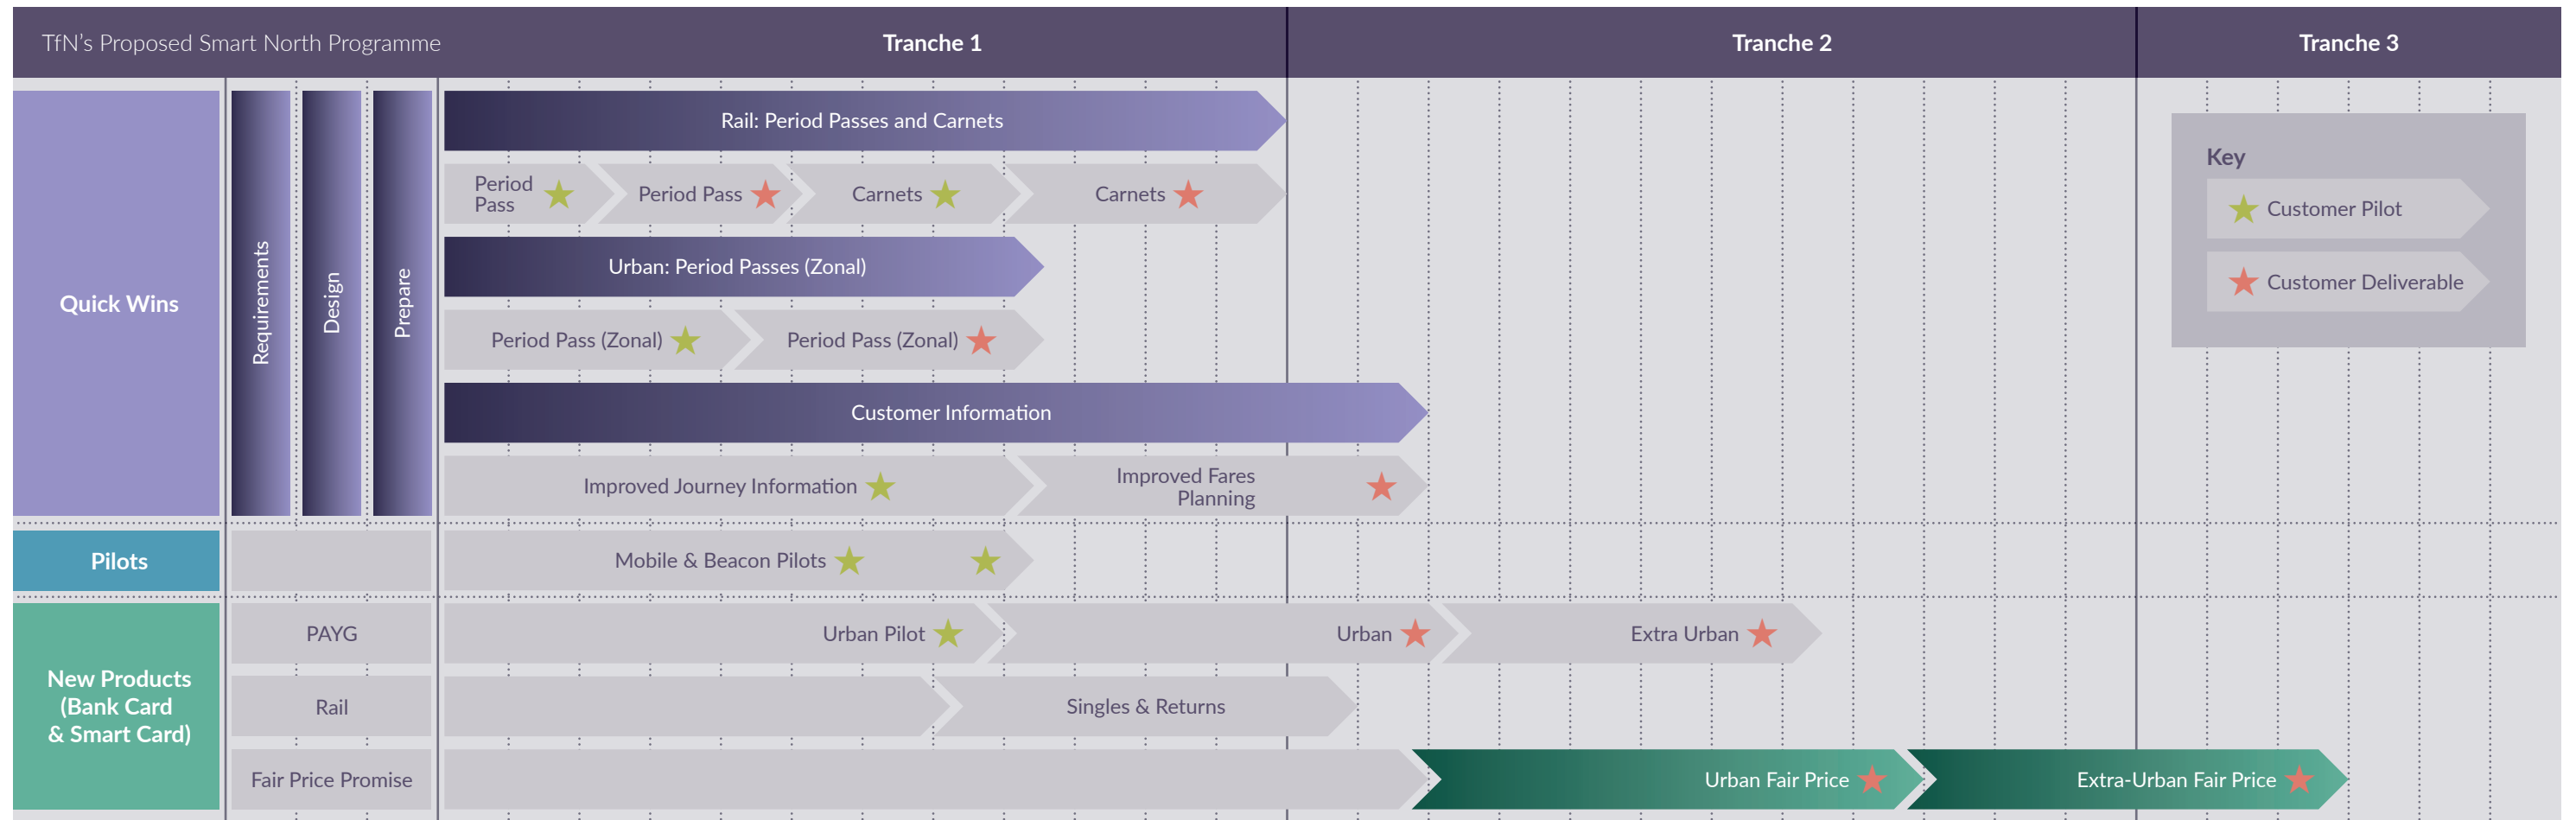 TfN's Proposed Smart North Programme
Tranche 1
Tranche 2
Tranche 3
Quick Wins
Requirements
Design
Prepare
Rail: Period Passes and Carnets
Period
Pass
Period Pass
Carnets
Carnets
Urban: Period Passes (Zonal)
Period Pass (Zonal)
Period Pass (Zonal)
Customer Information
Improved Journey Information
Improved Fares
Planning
Key
Customer Pilot
Customer Deliverable
Pilots
Mobile & Beacon Pilots
New Products
(Bank Card
& Smart Card)
PAYG
Urban Pilot
Urban
Extra Urban
Rail
Singles & Returns
Fair Price Promise
Urban Fair Price
Extra-Urban Fair Price